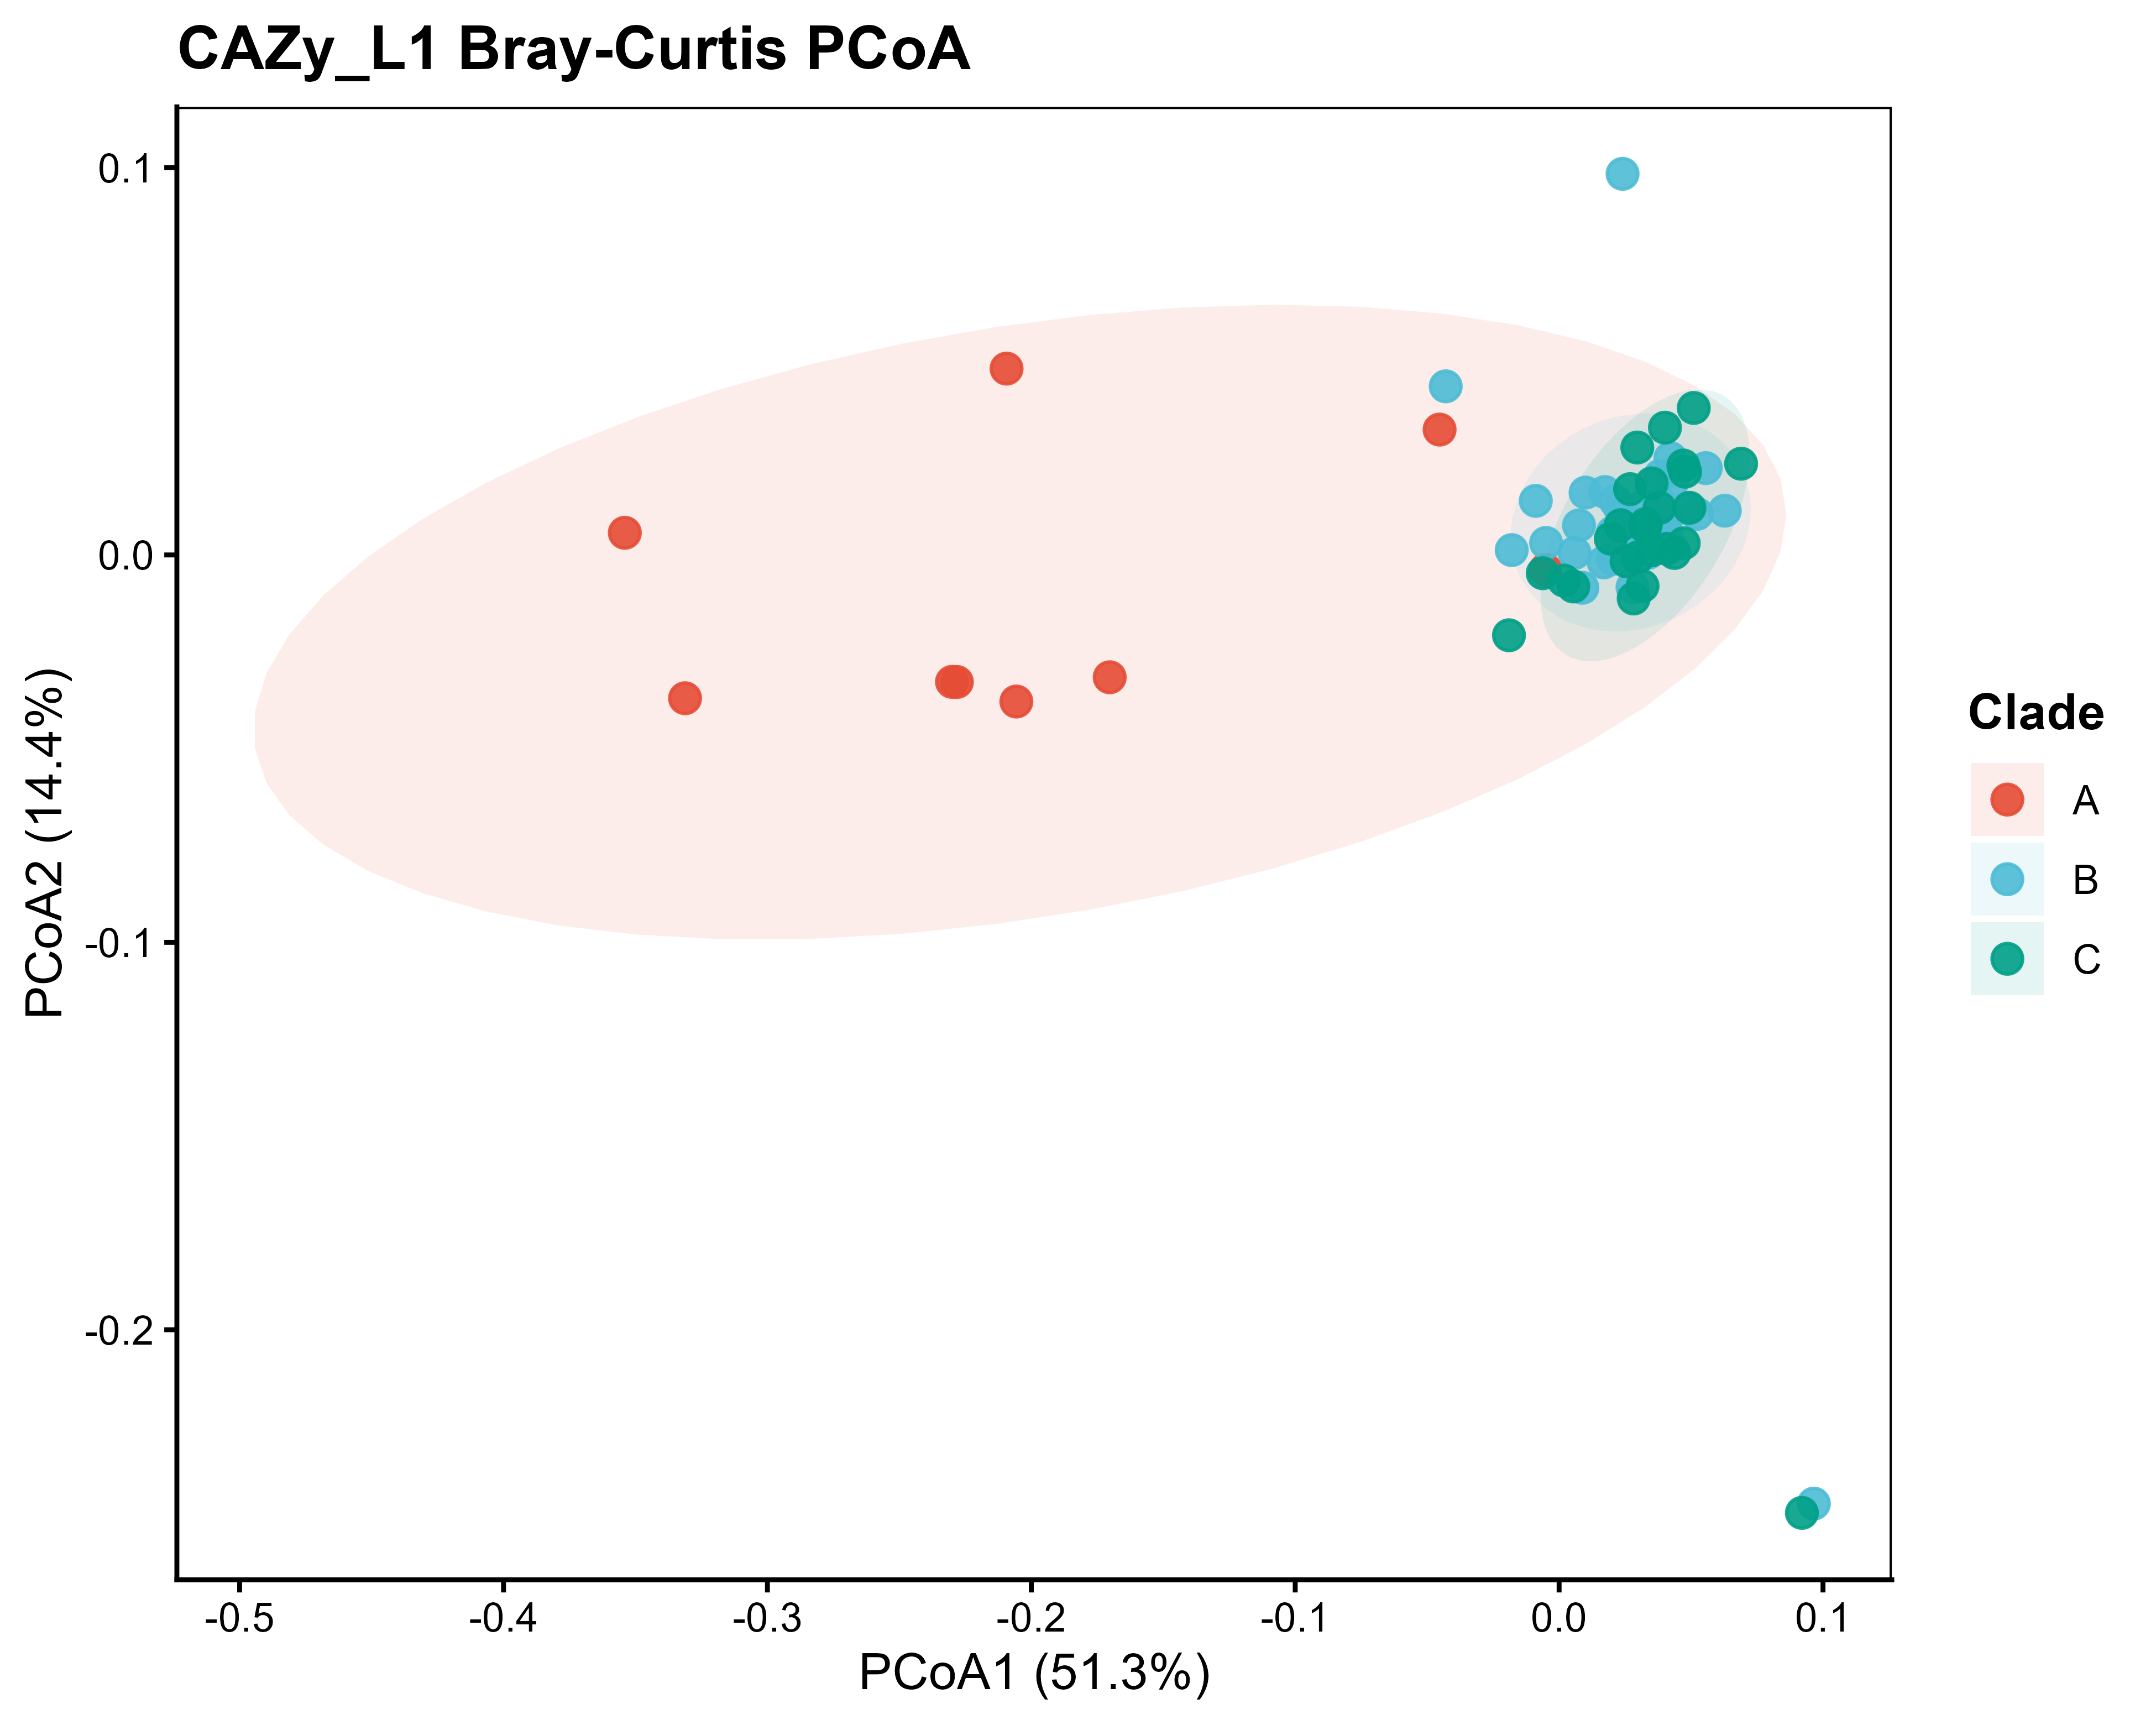 CAZy_L1 Bray-Curtis PCoA
0.1
0.0
-0.1
-0.2
PCoA2 (14.4%)
-0.5 -0.4 -0.3 -0.2 -0.1 0.0 0.1
PCoA1 (51.3%)
Clade
A
B
C